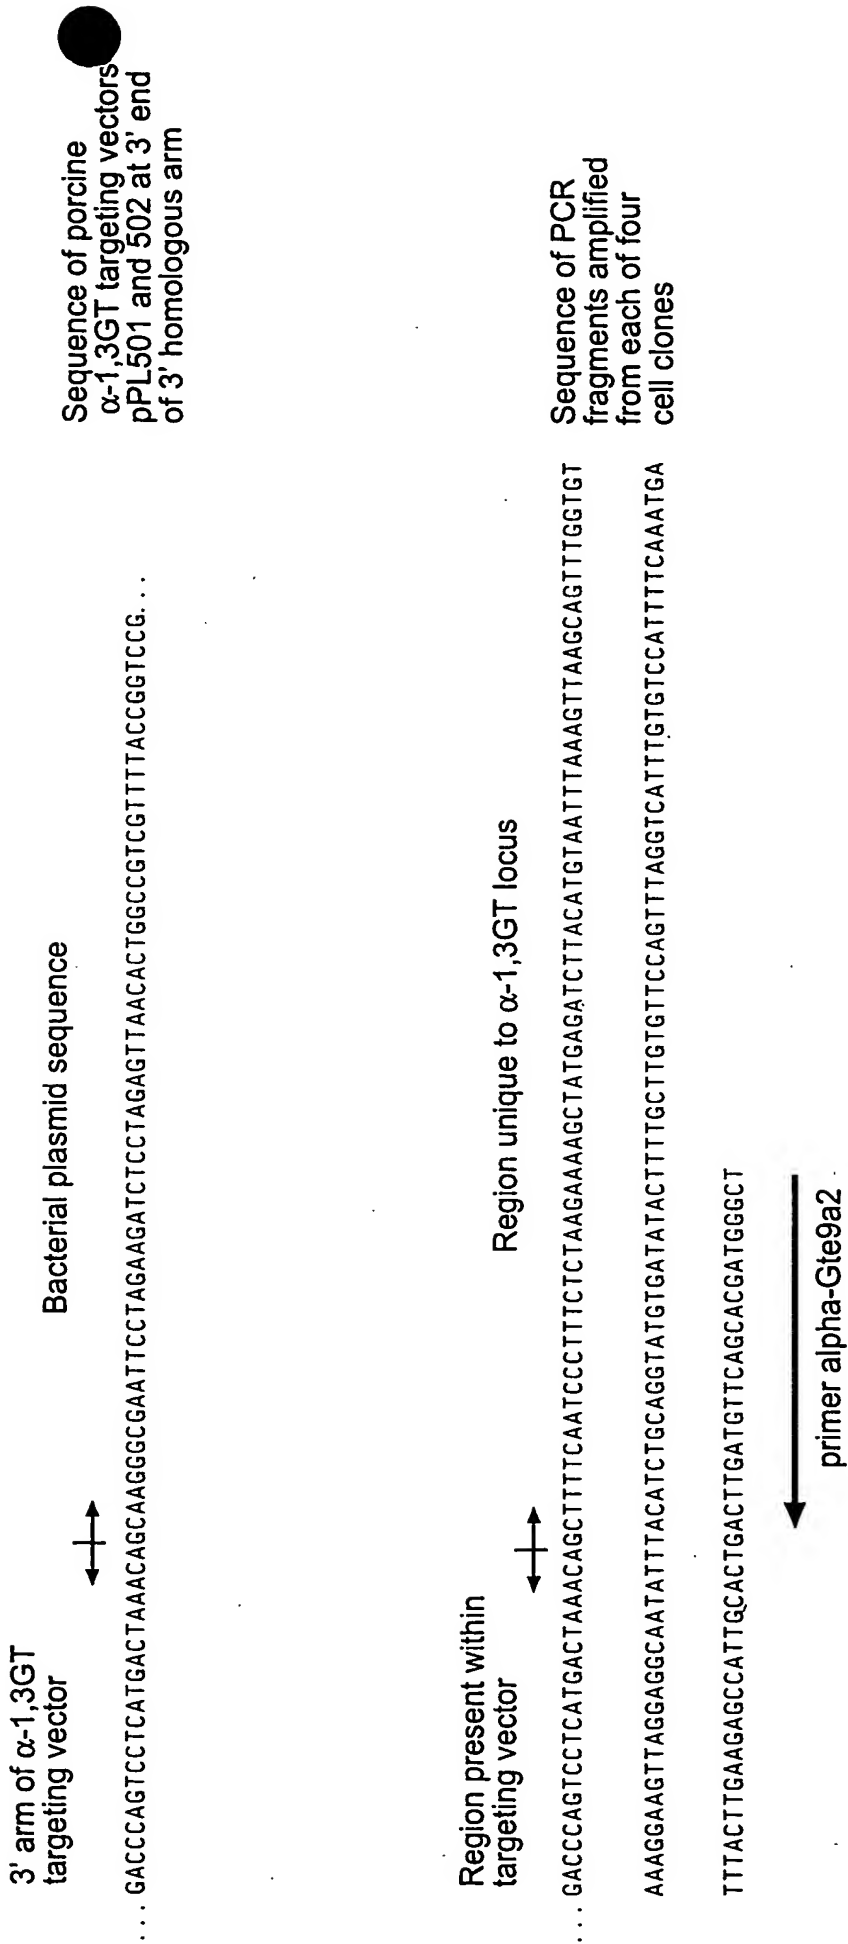 3' arm of α-1,3GT
targeting vector
Bacterial plasmid sequence
Sequence of porcine
α-1,3GT targeting vectors
pPL501 and 502 at 3' end
of 3' homologous arm
...GACCCAGTCCTCATGACTAAACAGCAAGGGCGAATTCCTAGAAGATCTCCTAGAGTTAACACTGGCCGTCGTTTTACCGGTCCG...
Region present within
targeting vector
Region unique to α-1,3GT locus
Sequence of PCR
fragments amplified
from each of four
cell clones
...GACCCAGTCCTCATGACTAAACAGCTTTTCAATCCCTTTCTCTAAGAAAAGCTATGAGATCTTACATGTAATTTAAAGTTAAGCAGTTTGGTGT
AAAGGAAGTTAGGAGGCAATATTTACATCTGCAGGTATGTGATATACTTTTGCTTGTGTTCCAGTTTAGGTCATTTGTGTCCATTTTCAAATGA
TTTACTTGAAGAGCCATTGCACTGACTTGATGTTCAGCACGATGGGCT
primer alpha-Gte9a2